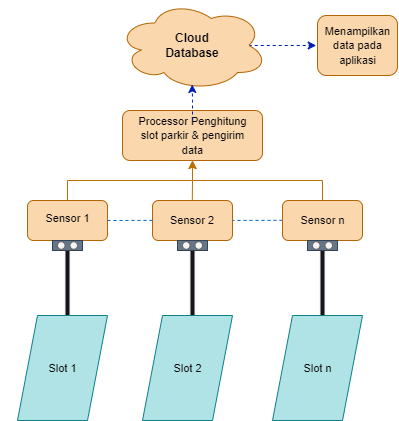 Cloud
Database
Menampilkan
data pada
aplikasi
Processor Penghitung
slot parkir & pengirim
data
Sensor 1
Sensor 2
Sensor n
Slot 1
Slot 2
Slot n